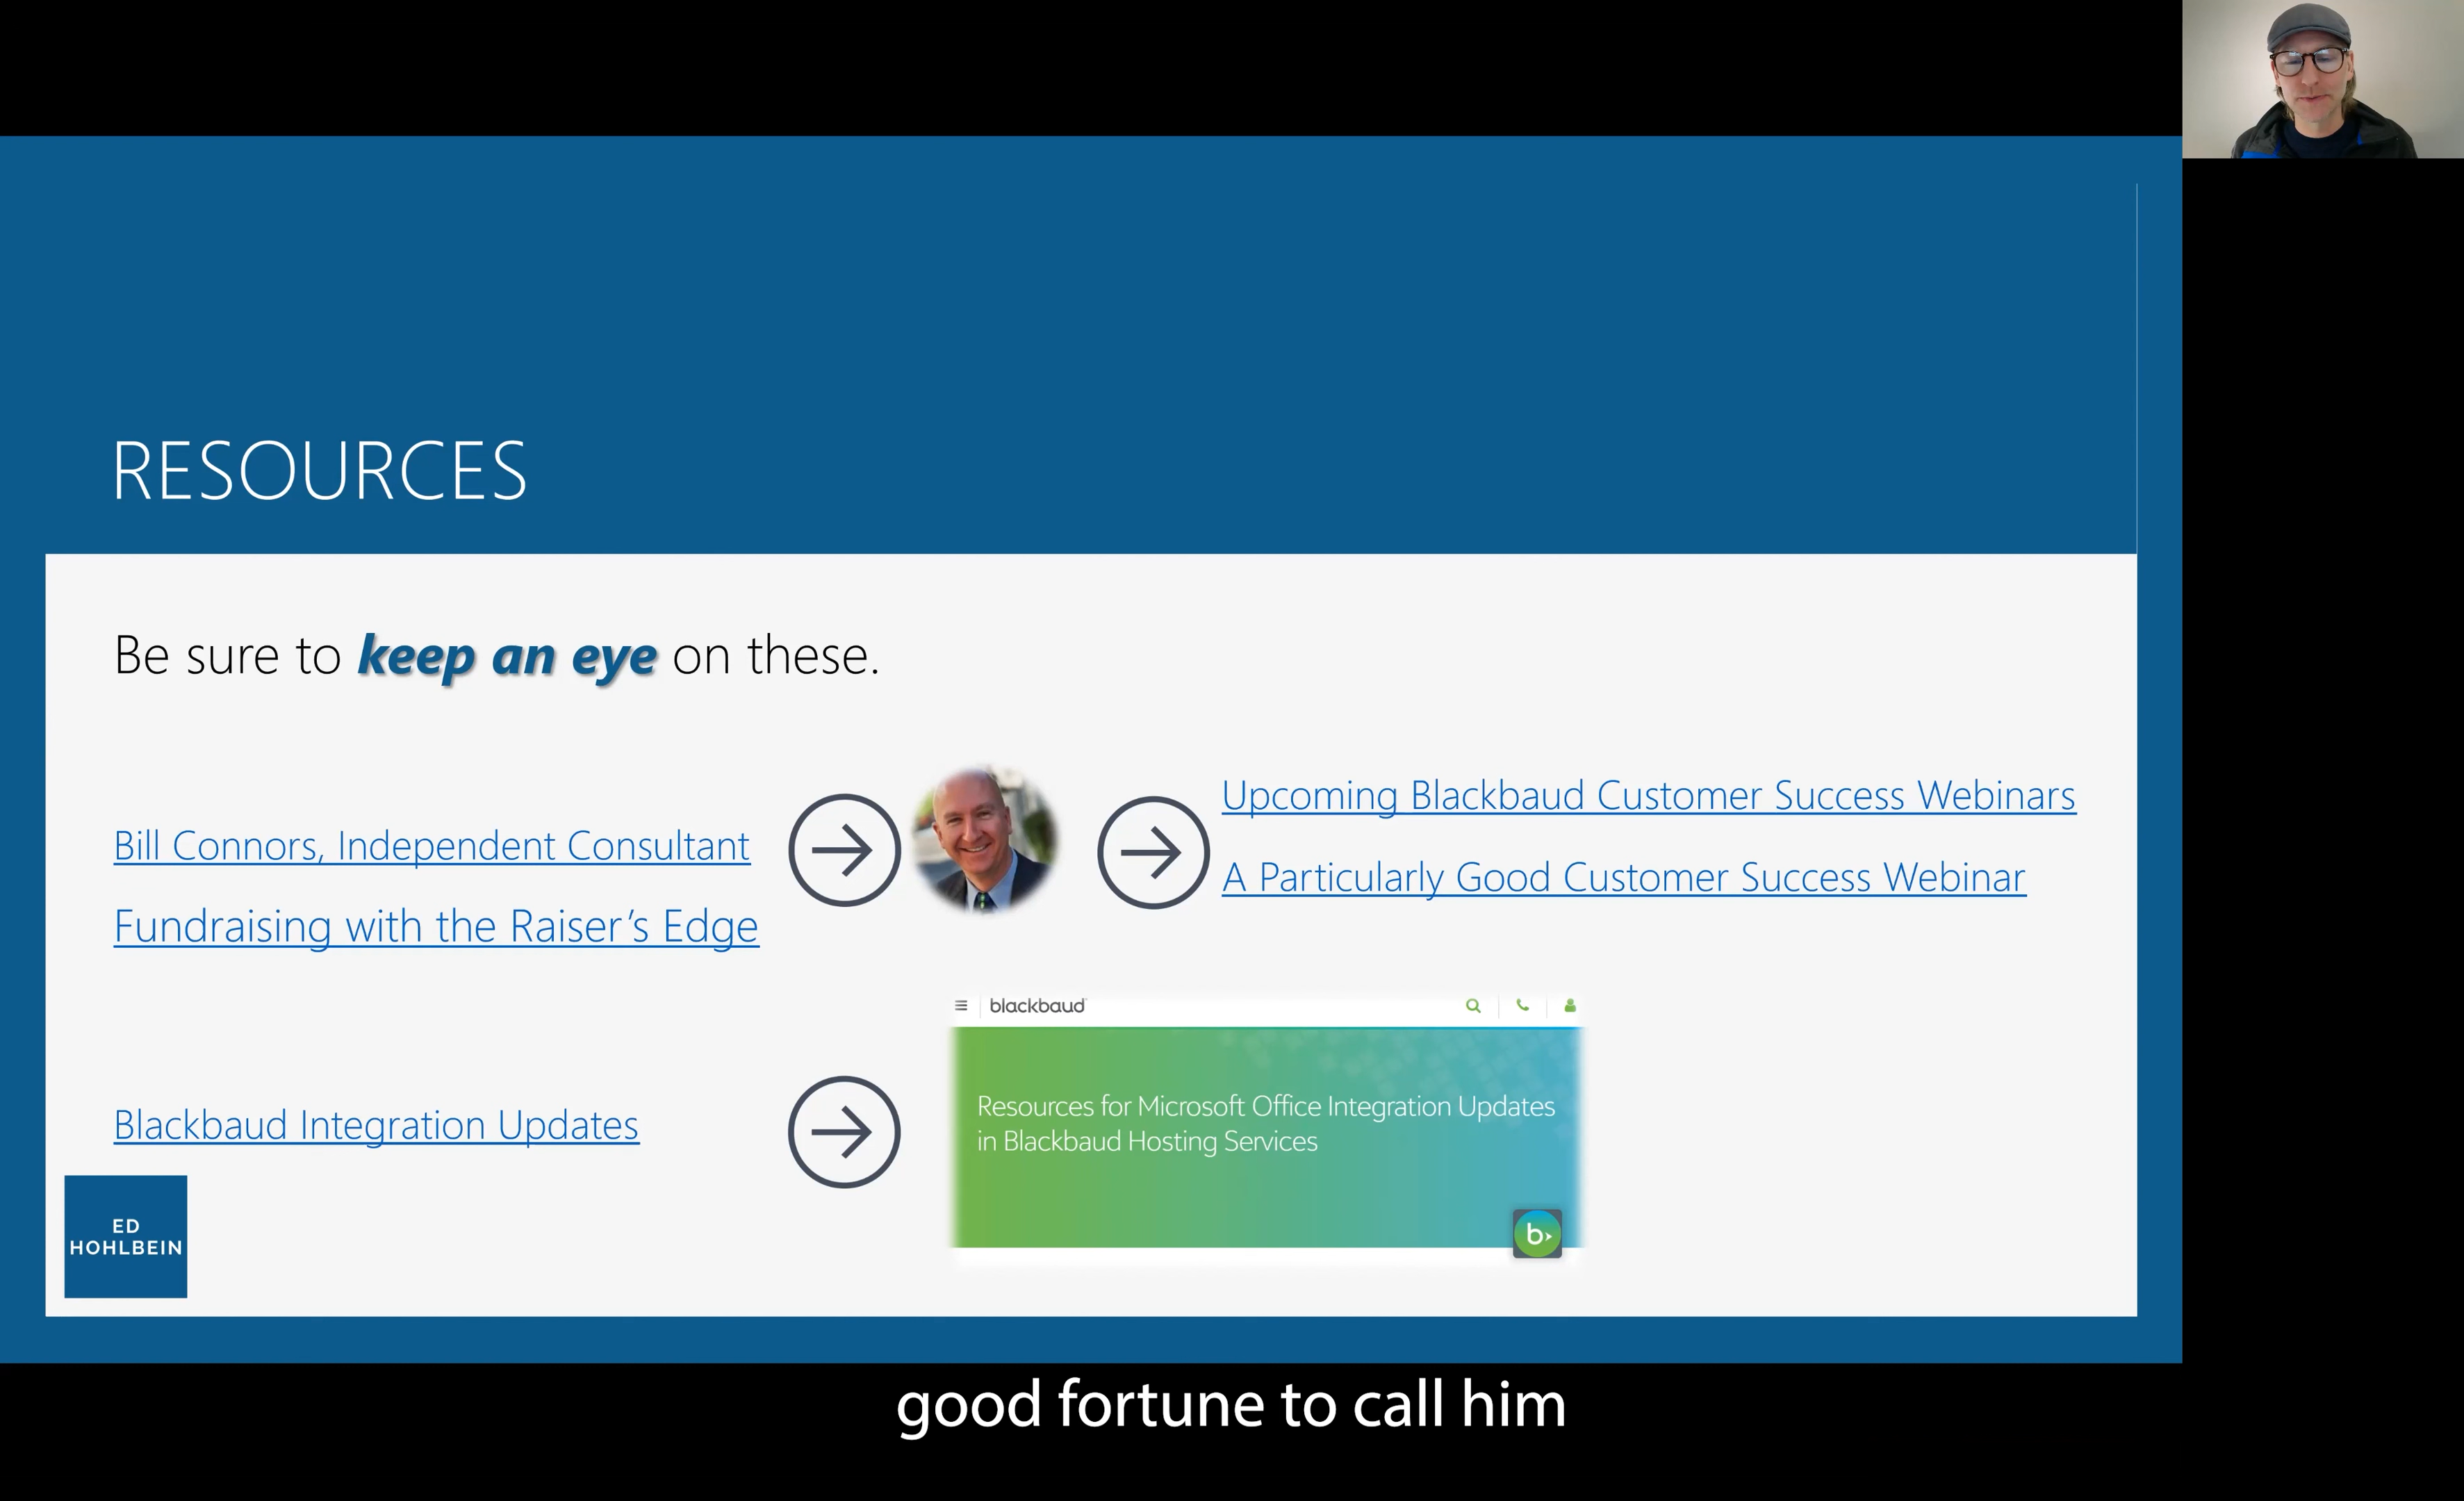 RESOURCES
Be sure to keep an eye on these.
Bill Connors, Independent Consultant
Fundraising with the Raiser’s Edge
Upcoming Blackbaud Customer Success Webinars
A Particularly Good Customer Success Webinar
Blackbaud Integration Updates
blackbaud
Resources for Microsoft Office Integration Updates
in Blackbaud Hosting Services
b
ED
HOHLBEIN
good fortune to call him